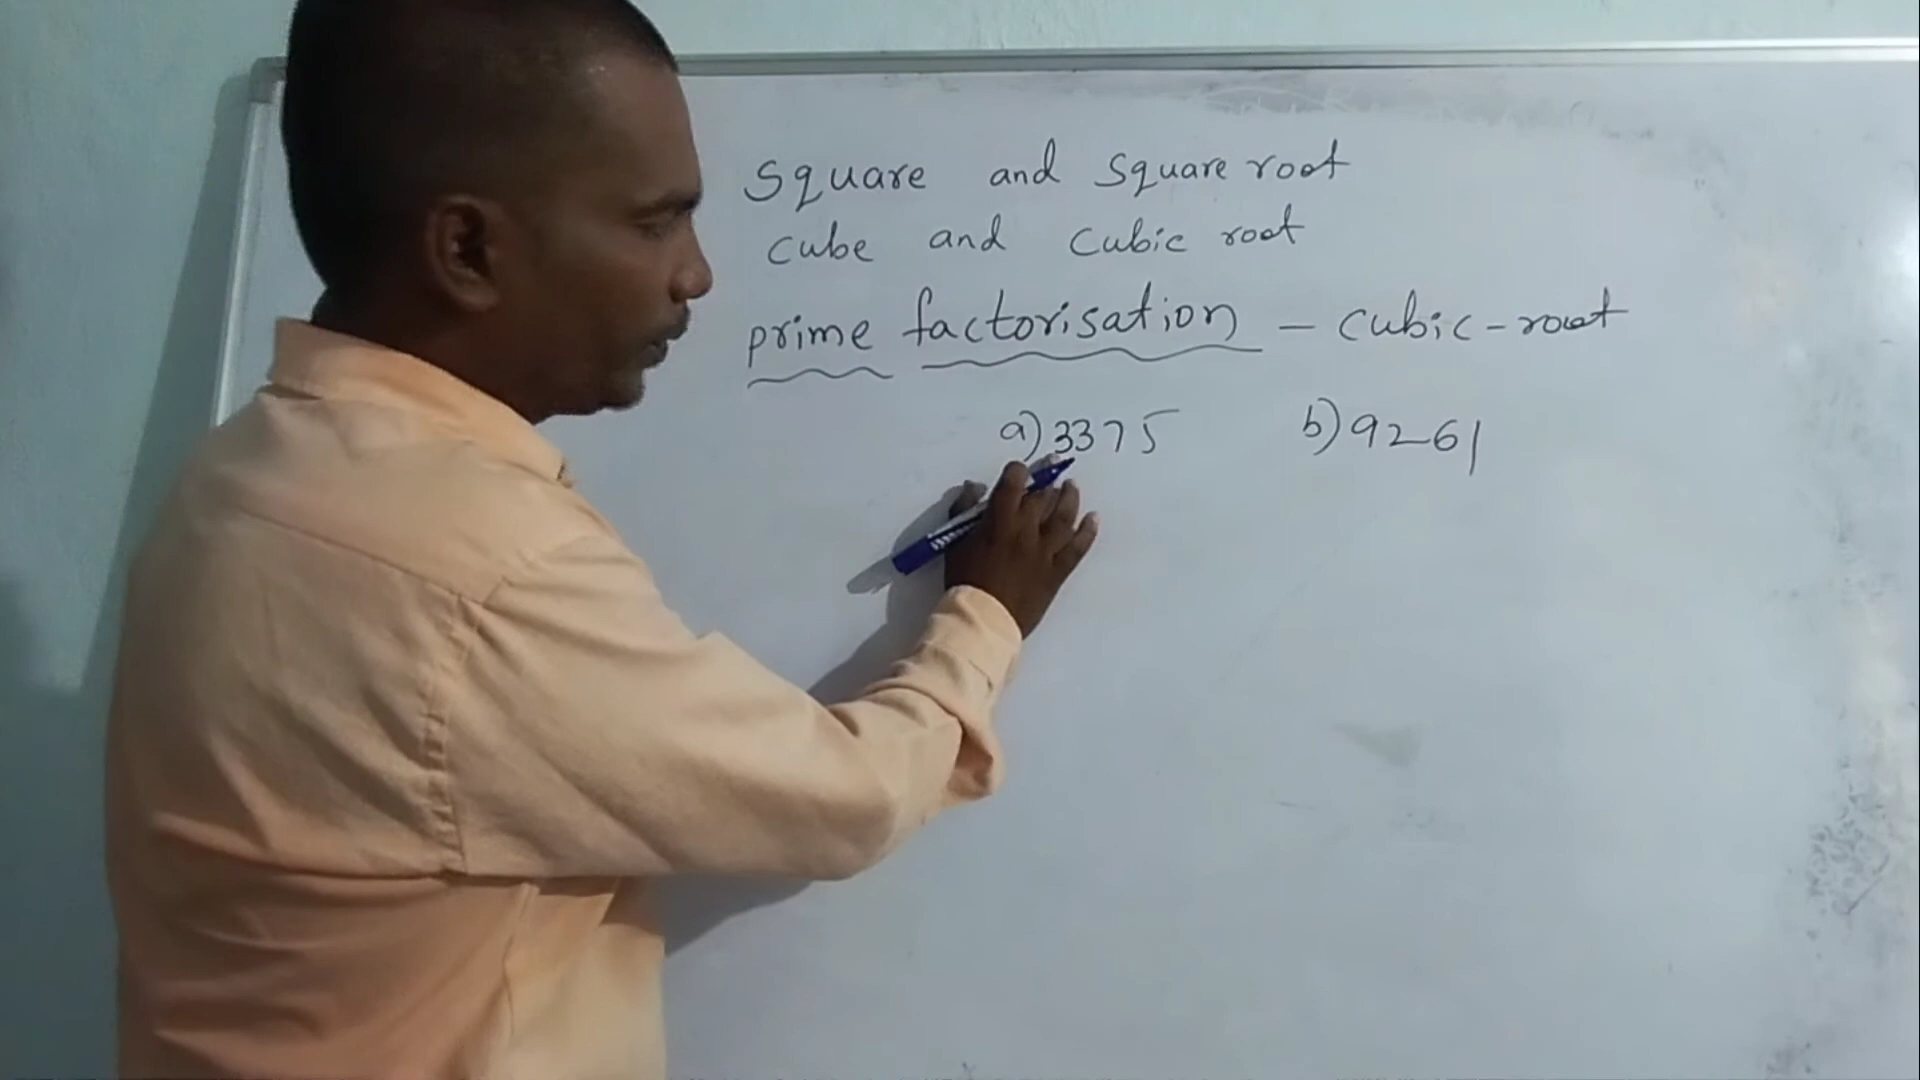 Square and Square root
Cube and Cubic root
prime factorisation - Cubic-root
a) 3375 b) 9261